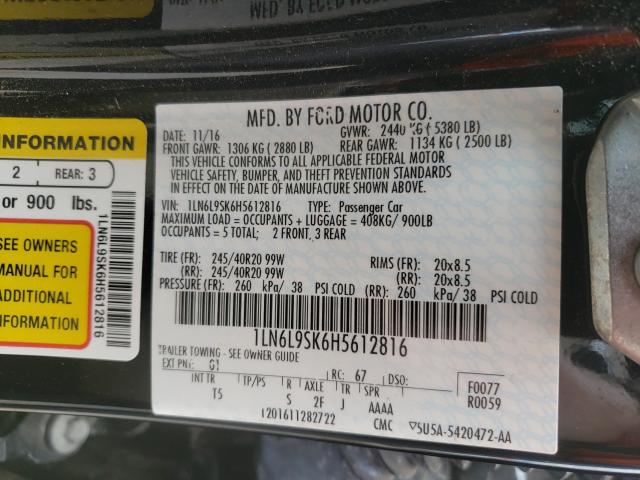 MFD. BY FORD MOTOR CO.
DATE: 11/16 GVWR: 2440 KG ( 5380 LB)
FRONT GAWR: 1306 KG ( 2880 LB) REAR GAWR: 1134 KG ( 2500 LB)
THIS VEHICLE CONFORMS TO ALL APPLICABLE FEDERAL MOTOR
VEHICLE SAFETY, BUMPER, AND THEFT PREVENTION STANDARDS
IN EFFECT ON THE DATE OF MANUFACTURE SHOWN ABOVE.
VIN: 1LN6L9SK6H5612816 TYPE: Passenger Car
MAXIMUM LOAD = OCCUPANTS + LUGGAGE = 408KG/ 900LB
OCCUPANTS = 5 TOTAL; 2 FRONT, 3 REAR
TIRE (FR): 245/40R20 99W RIMS (FR): 20x8.5
(RR): 245/40R20 99W (RR): 20x8.5
PRESSURE (FR): 260 kPa/ 38 PSI COLD (RR): 260 kPa/ 38 PSI COLD
1LN6L9SK6H5612816
TRAILER TOWING - SEE OWNER GUIDE
EXT PNT: G1 RC: 67 DSO: F0077
R0059
INT TR TP/PS R AXLE TR SPR
T5 S 2F J AAAA
1201611282722 CMC ▽5U5A-5420472-AA
INFORMATION
2 REAR: 3
or 900 lbs.
SEE OWNERS
MANUAL FOR
ADDITIONAL
INFORMATION
1LN6L9SK6H5612816